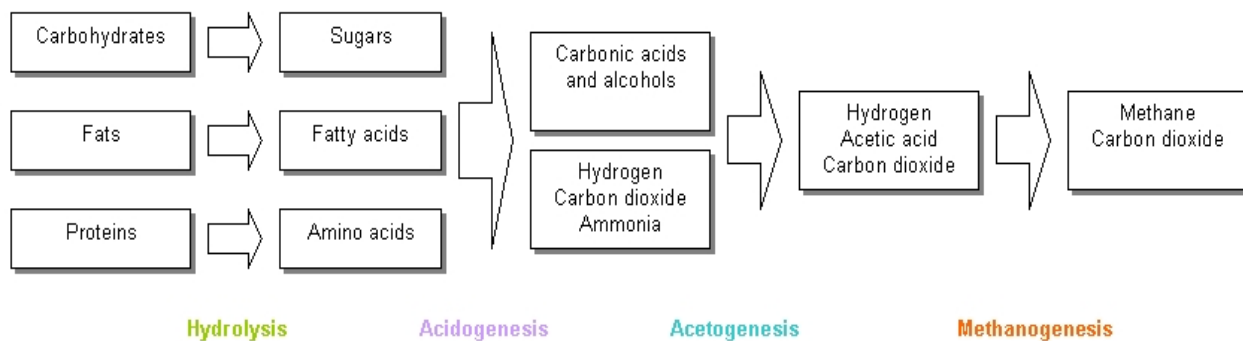 Carbohydrates
Sugars
Fats
Fatty acids
Proteins
Amino acids
Carbonic acids
and alcohols
Hydrogen
Carbon dioxide
Ammonia
Hydrogen
Acetic acid
Carbon dioxide
Methane
Carbon dioxide
Hydrolysis
Acidogenesis
Acetogenesis
Methanogenesis